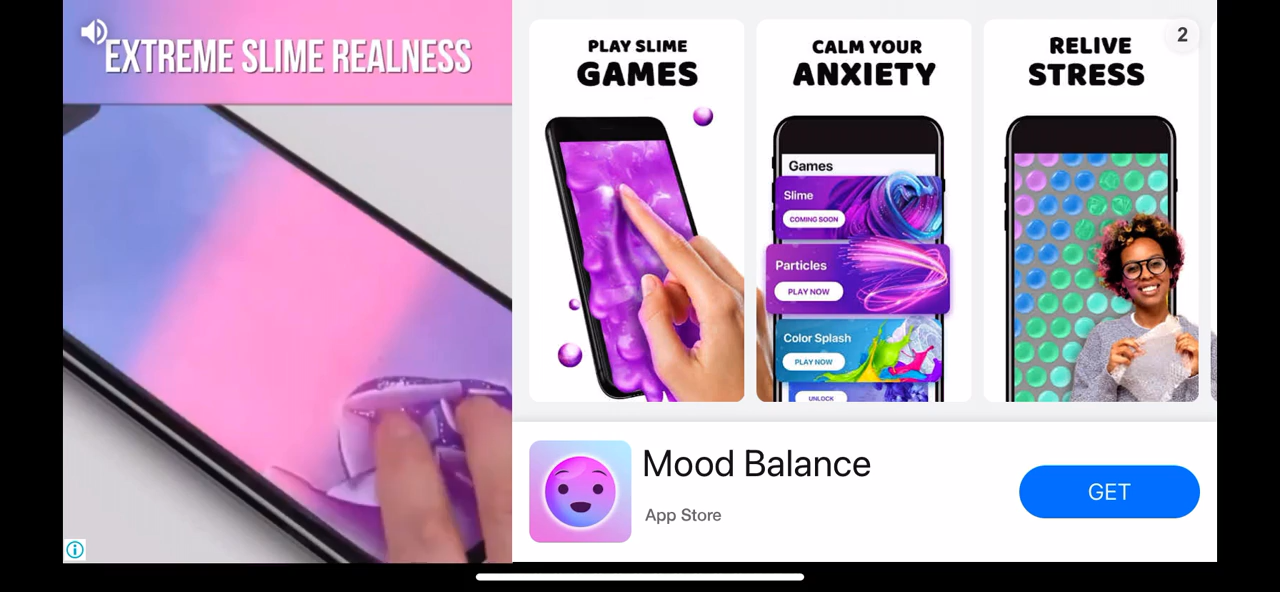 EXTREME SLIME REALNESS
PLAY SLIME
GAMES
CALM YOUR
ANXIETY
Games
Slime
COMING SOON
Particles
PLAY NOW
Color Splash
PLAY NOW
UNLOCK
RELIVE
STRESS
2
Mood Balance
App Store
GET